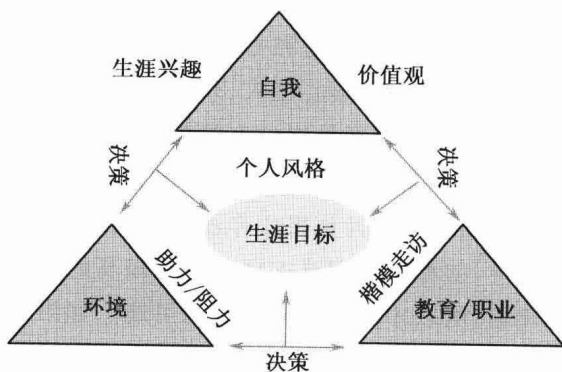 生涯兴趣
价值观
自我
决策
决策
个人风格
生涯目标
助力/阻力
楷模走访
环境
教育/职业
决策